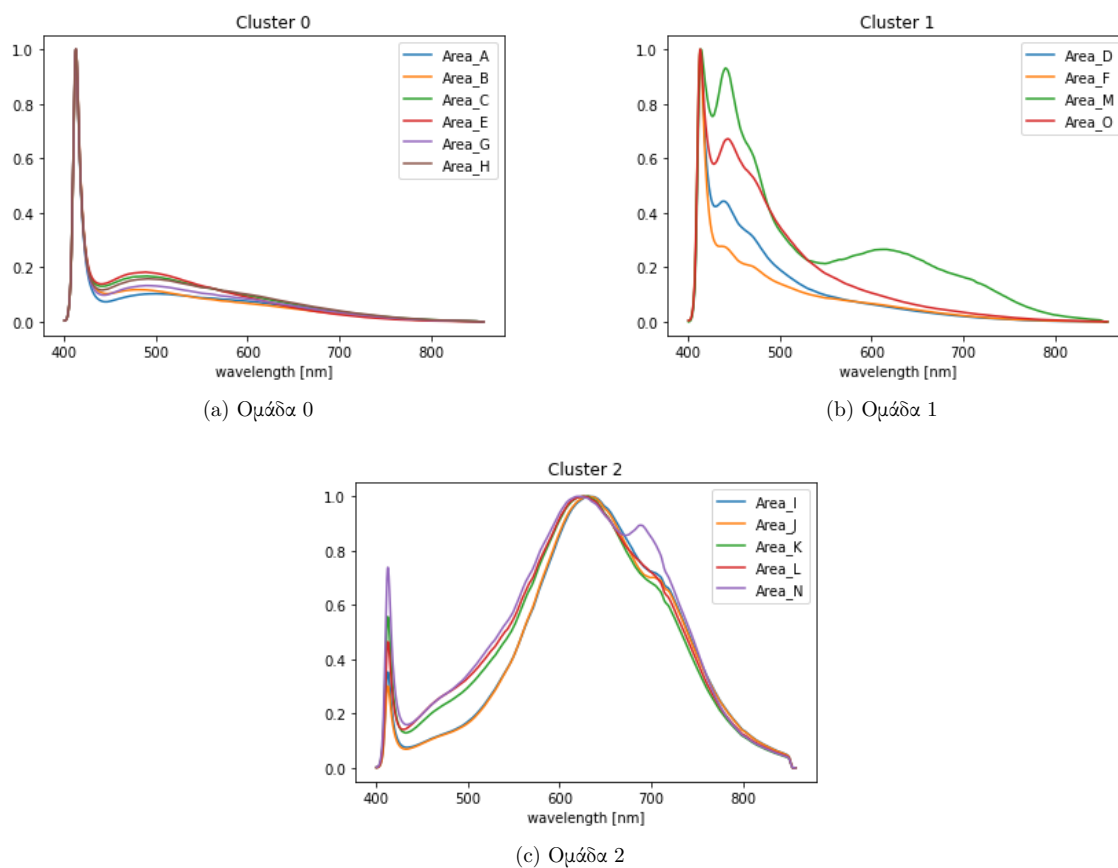 Cluster 0
1.0
0.8
0.6
0.4
0.2
0.0
Area_A
Area_B
Area_C
Area_E
Area_G
Area_H
400 500 600 700 800
wavelength [nm]
(a) Ομάδα 0
Cluster 1
1.0
0.8
0.6
0.4
0.2
0.0
Area_D
Area_F
Area_M
Area_O
400 500 600 700 800
wavelength [nm]
(b) Ομάδα 1
Cluster 2
1.0
0.8
0.6
0.4
0.2
0.0
Area_I
Area_J
Area_K
Area_L
Area_N
400 500 600 700 800
wavelength [nm]
(c) Ομάδα 2